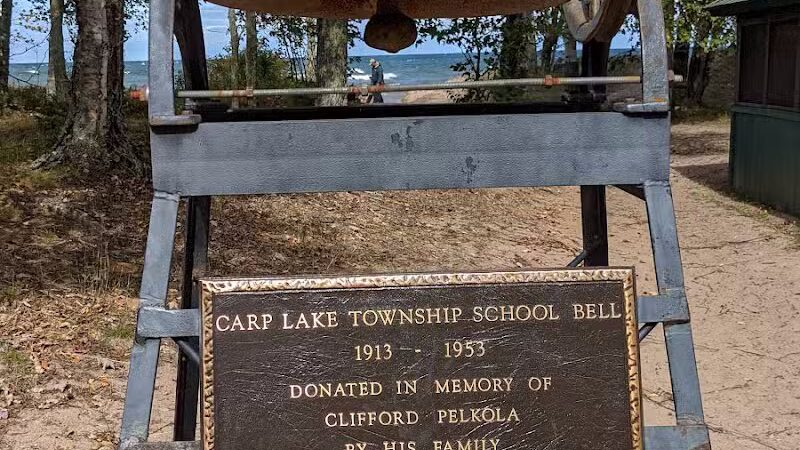 CARP LAKE TOWNSHIP SCHOOL BELL
1913 - 1953
DONATED IN MEMORY OF
CLIFFORD PELKOLA
BY HIS FAMILY